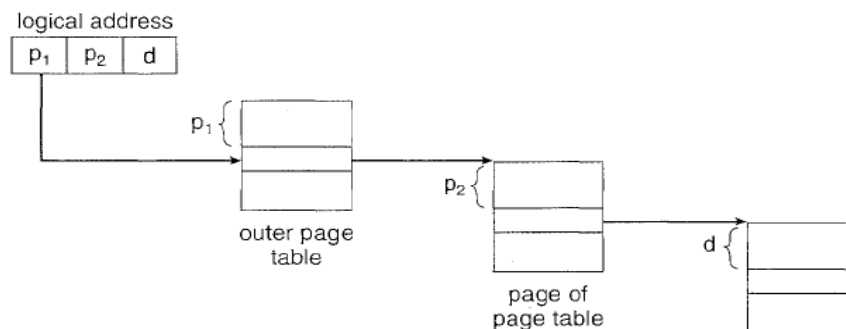 logical address
p₁ p₂ d
p₁
outer page
table
p₂
page of
page table
d